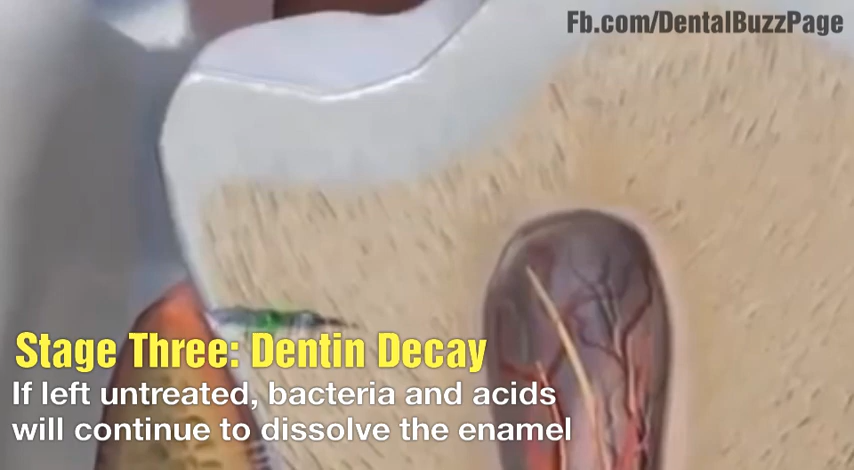 Fb.com/DentalBuzzPage
Stage Three: Dentin Decay
If left untreated, bacteria and acids
will continue to dissolve the enamel